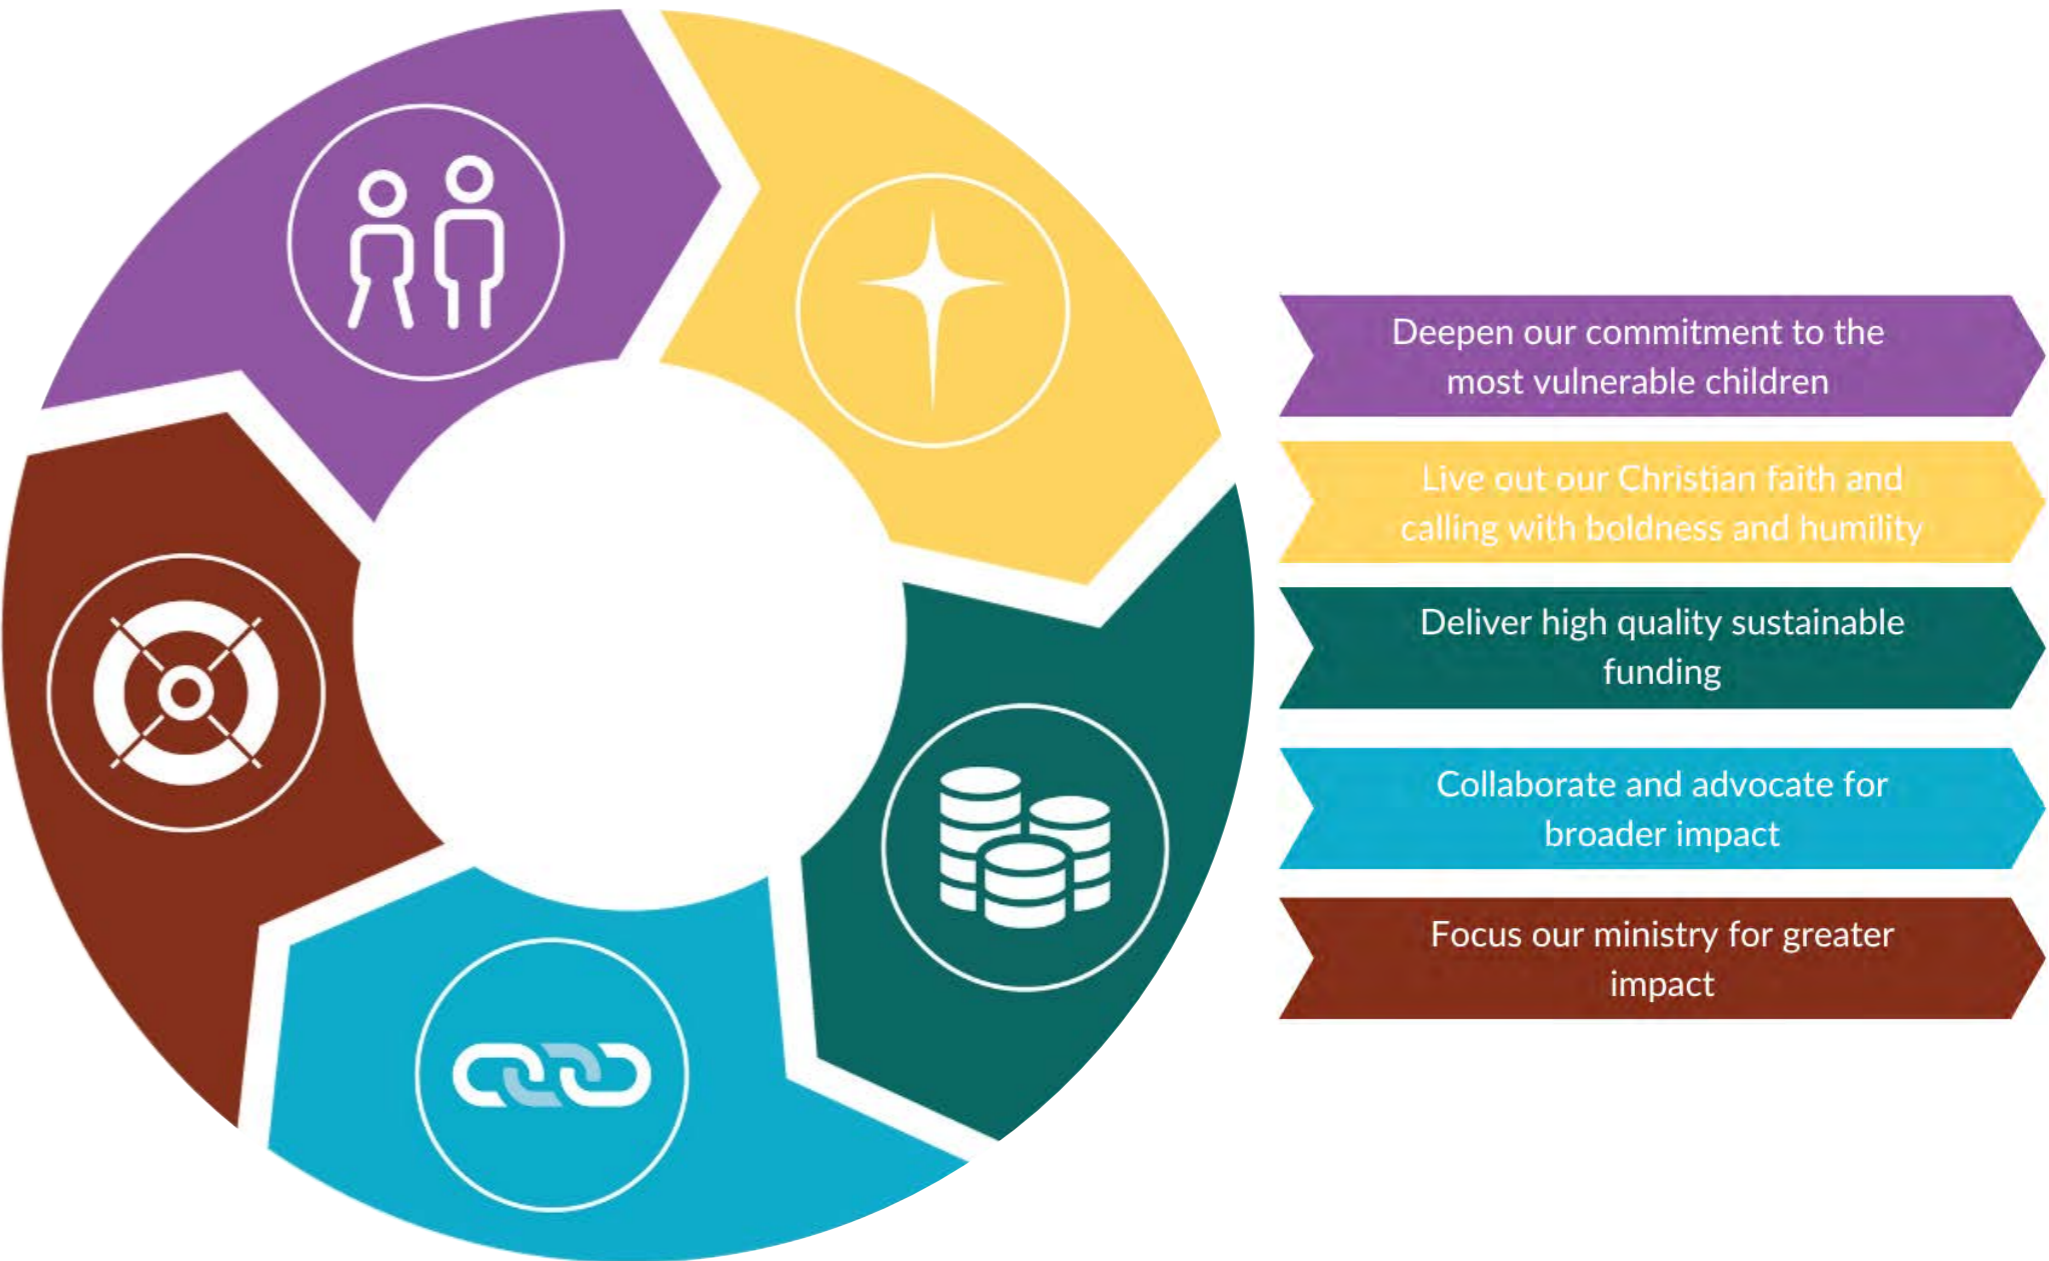 Deepen our commitment to the
most vulnerable children
Live out our Christian faith and
calling with boldness and humility
Deliver high quality sustainable
funding
Collaborate and advocate for
broader impact
Focus our ministry for greater
impact